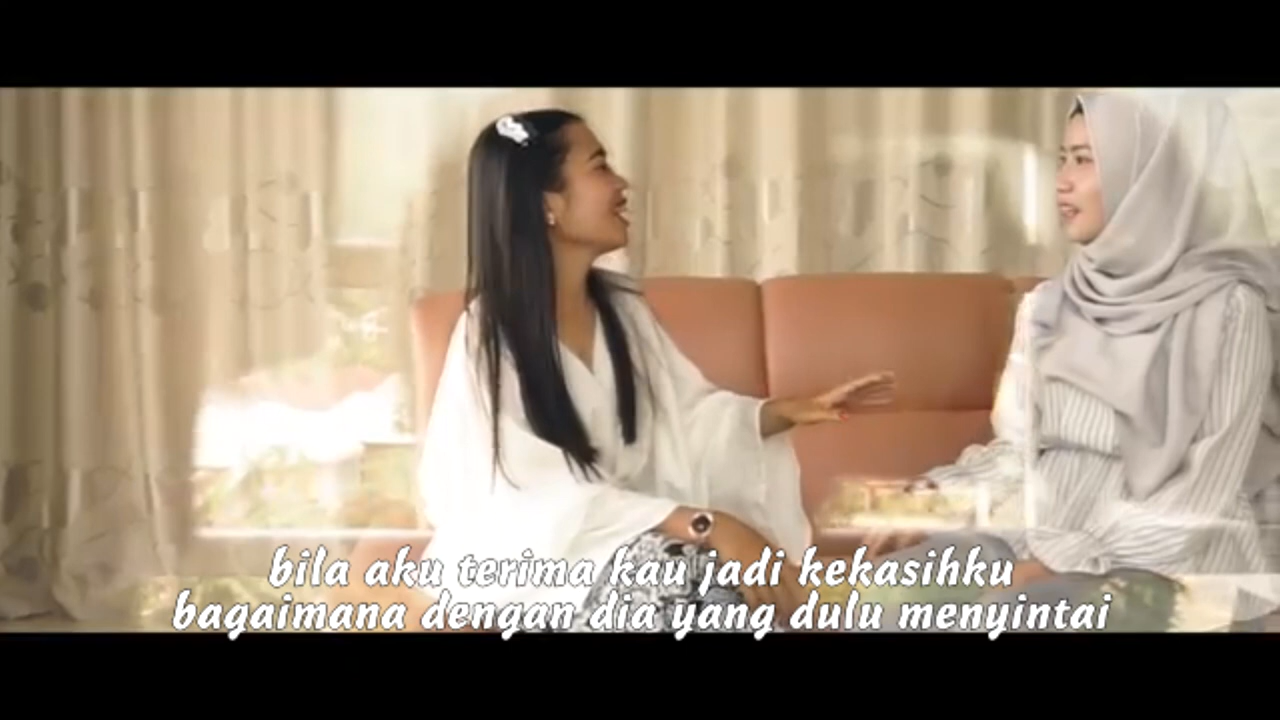 bila aku terima kau jadi kekasihku
bagaimana dengan dia yang dulu menyintai